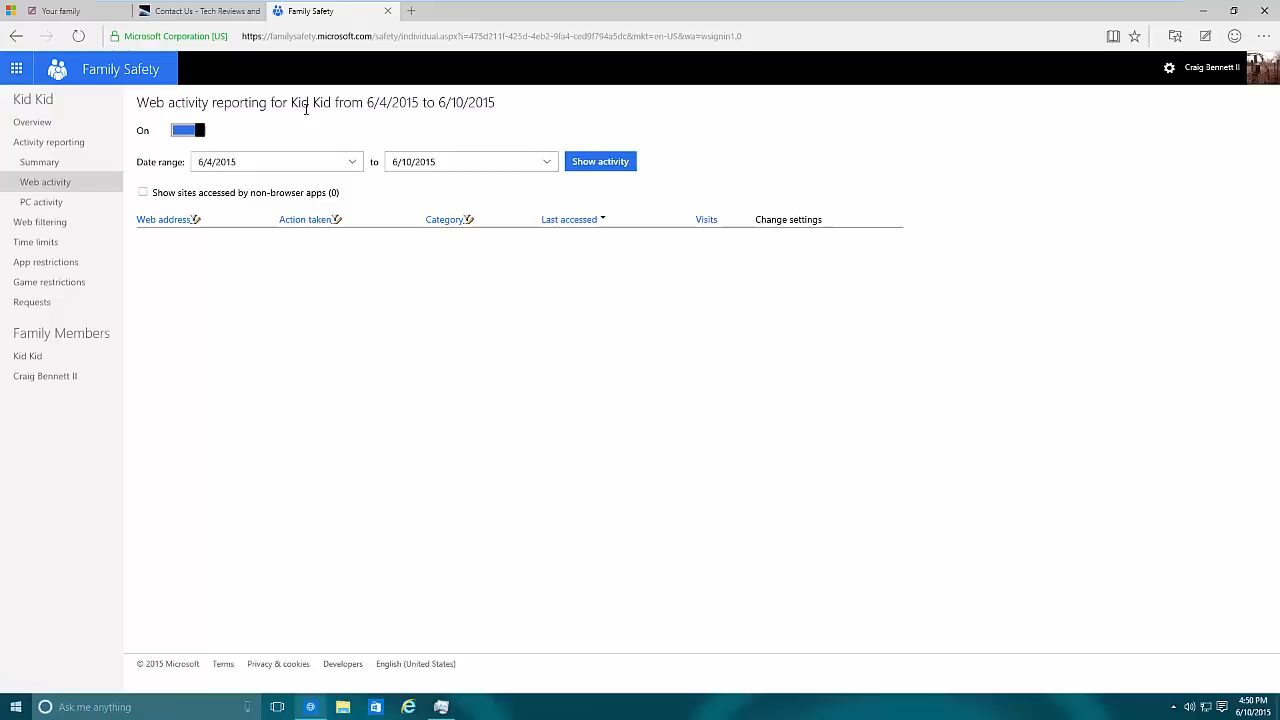 Your family
Contact Us - Tech Reviews and
Family Safety
Microsoft Corporation [US]
https://familysafety.microsoft.com/safety/individual.aspx?i=475d211f-425d-4eb2-9fa4-ced9f794a5dc&mkt=en-US&wa=wsignin1.0
Family Safety
Craig Bennett II
Kid Kid
Overview
Activity reporting
Summary
Web activity
PC activity
Web filtering
Time limits
App restrictions
Game restrictions
Requests
Family Members
Kid Kid
Craig Bennett II
Web activity reporting for Kid Kid from 6/4/2015 to 6/10/2015
On
Date range: 6/4/2015 to 6/10/2015 Show activity
Show sites accessed by non-browser apps (0)
Web address Action taken Category Last accessed Visits Change settings
© 2015 Microsoft Terms Privacy & cookies Developers English (United States)
Ask me anything
4:50 PM
6/10/2015